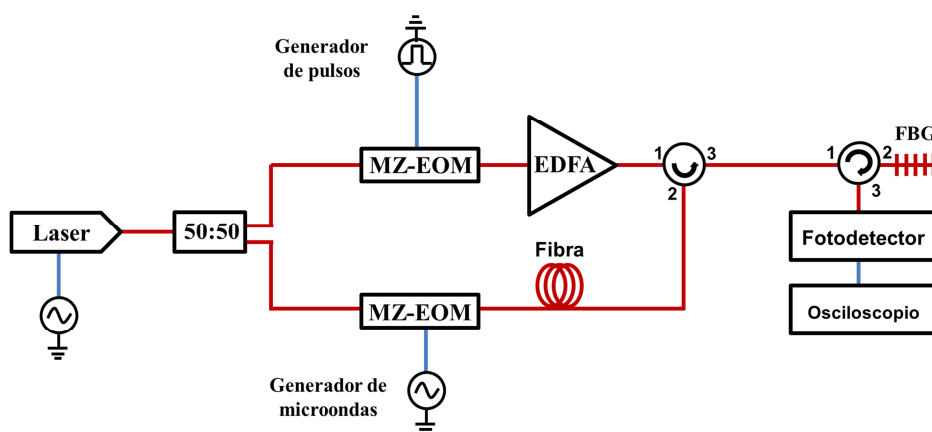 Generador
de pulsos
FBG
MZ-EOM
EDFA
1
3
2
1
2
3
Laser
50:50
Fibra
Fotodetector
MZ-EOM
Osciloscopio
Generador de
microondas